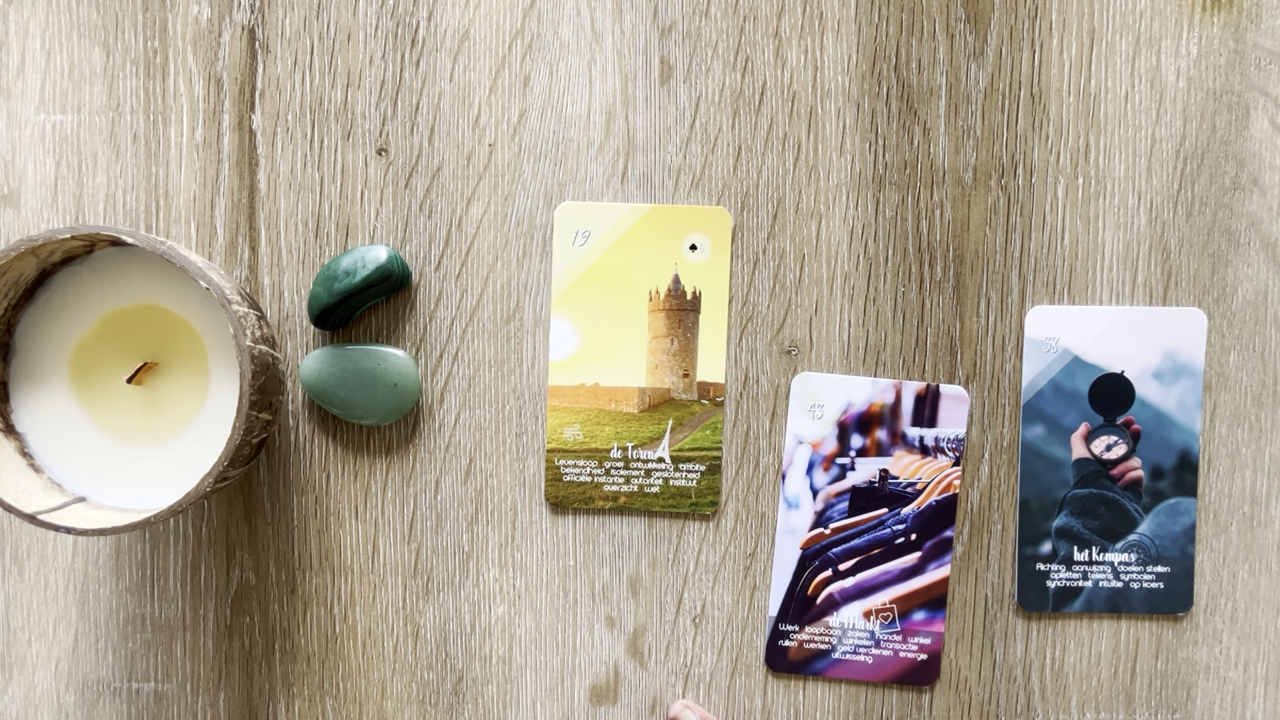 19
♠
de Toren
Levensloop groei ontwikkeling ambitie
bekendheid isolement geslotenheid
officiële instantie autoriteit instituut
overzicht wet
43
de Markt
Werk loopbaan zaken handel winkel
onderneming winkelen transactie
ruilen werken geld verdienen energie
uitwisseling
het Kompas
Richting aanwijzing doelen stellen
opletten tekens symbolen
synchroniteit intuïtie op koers